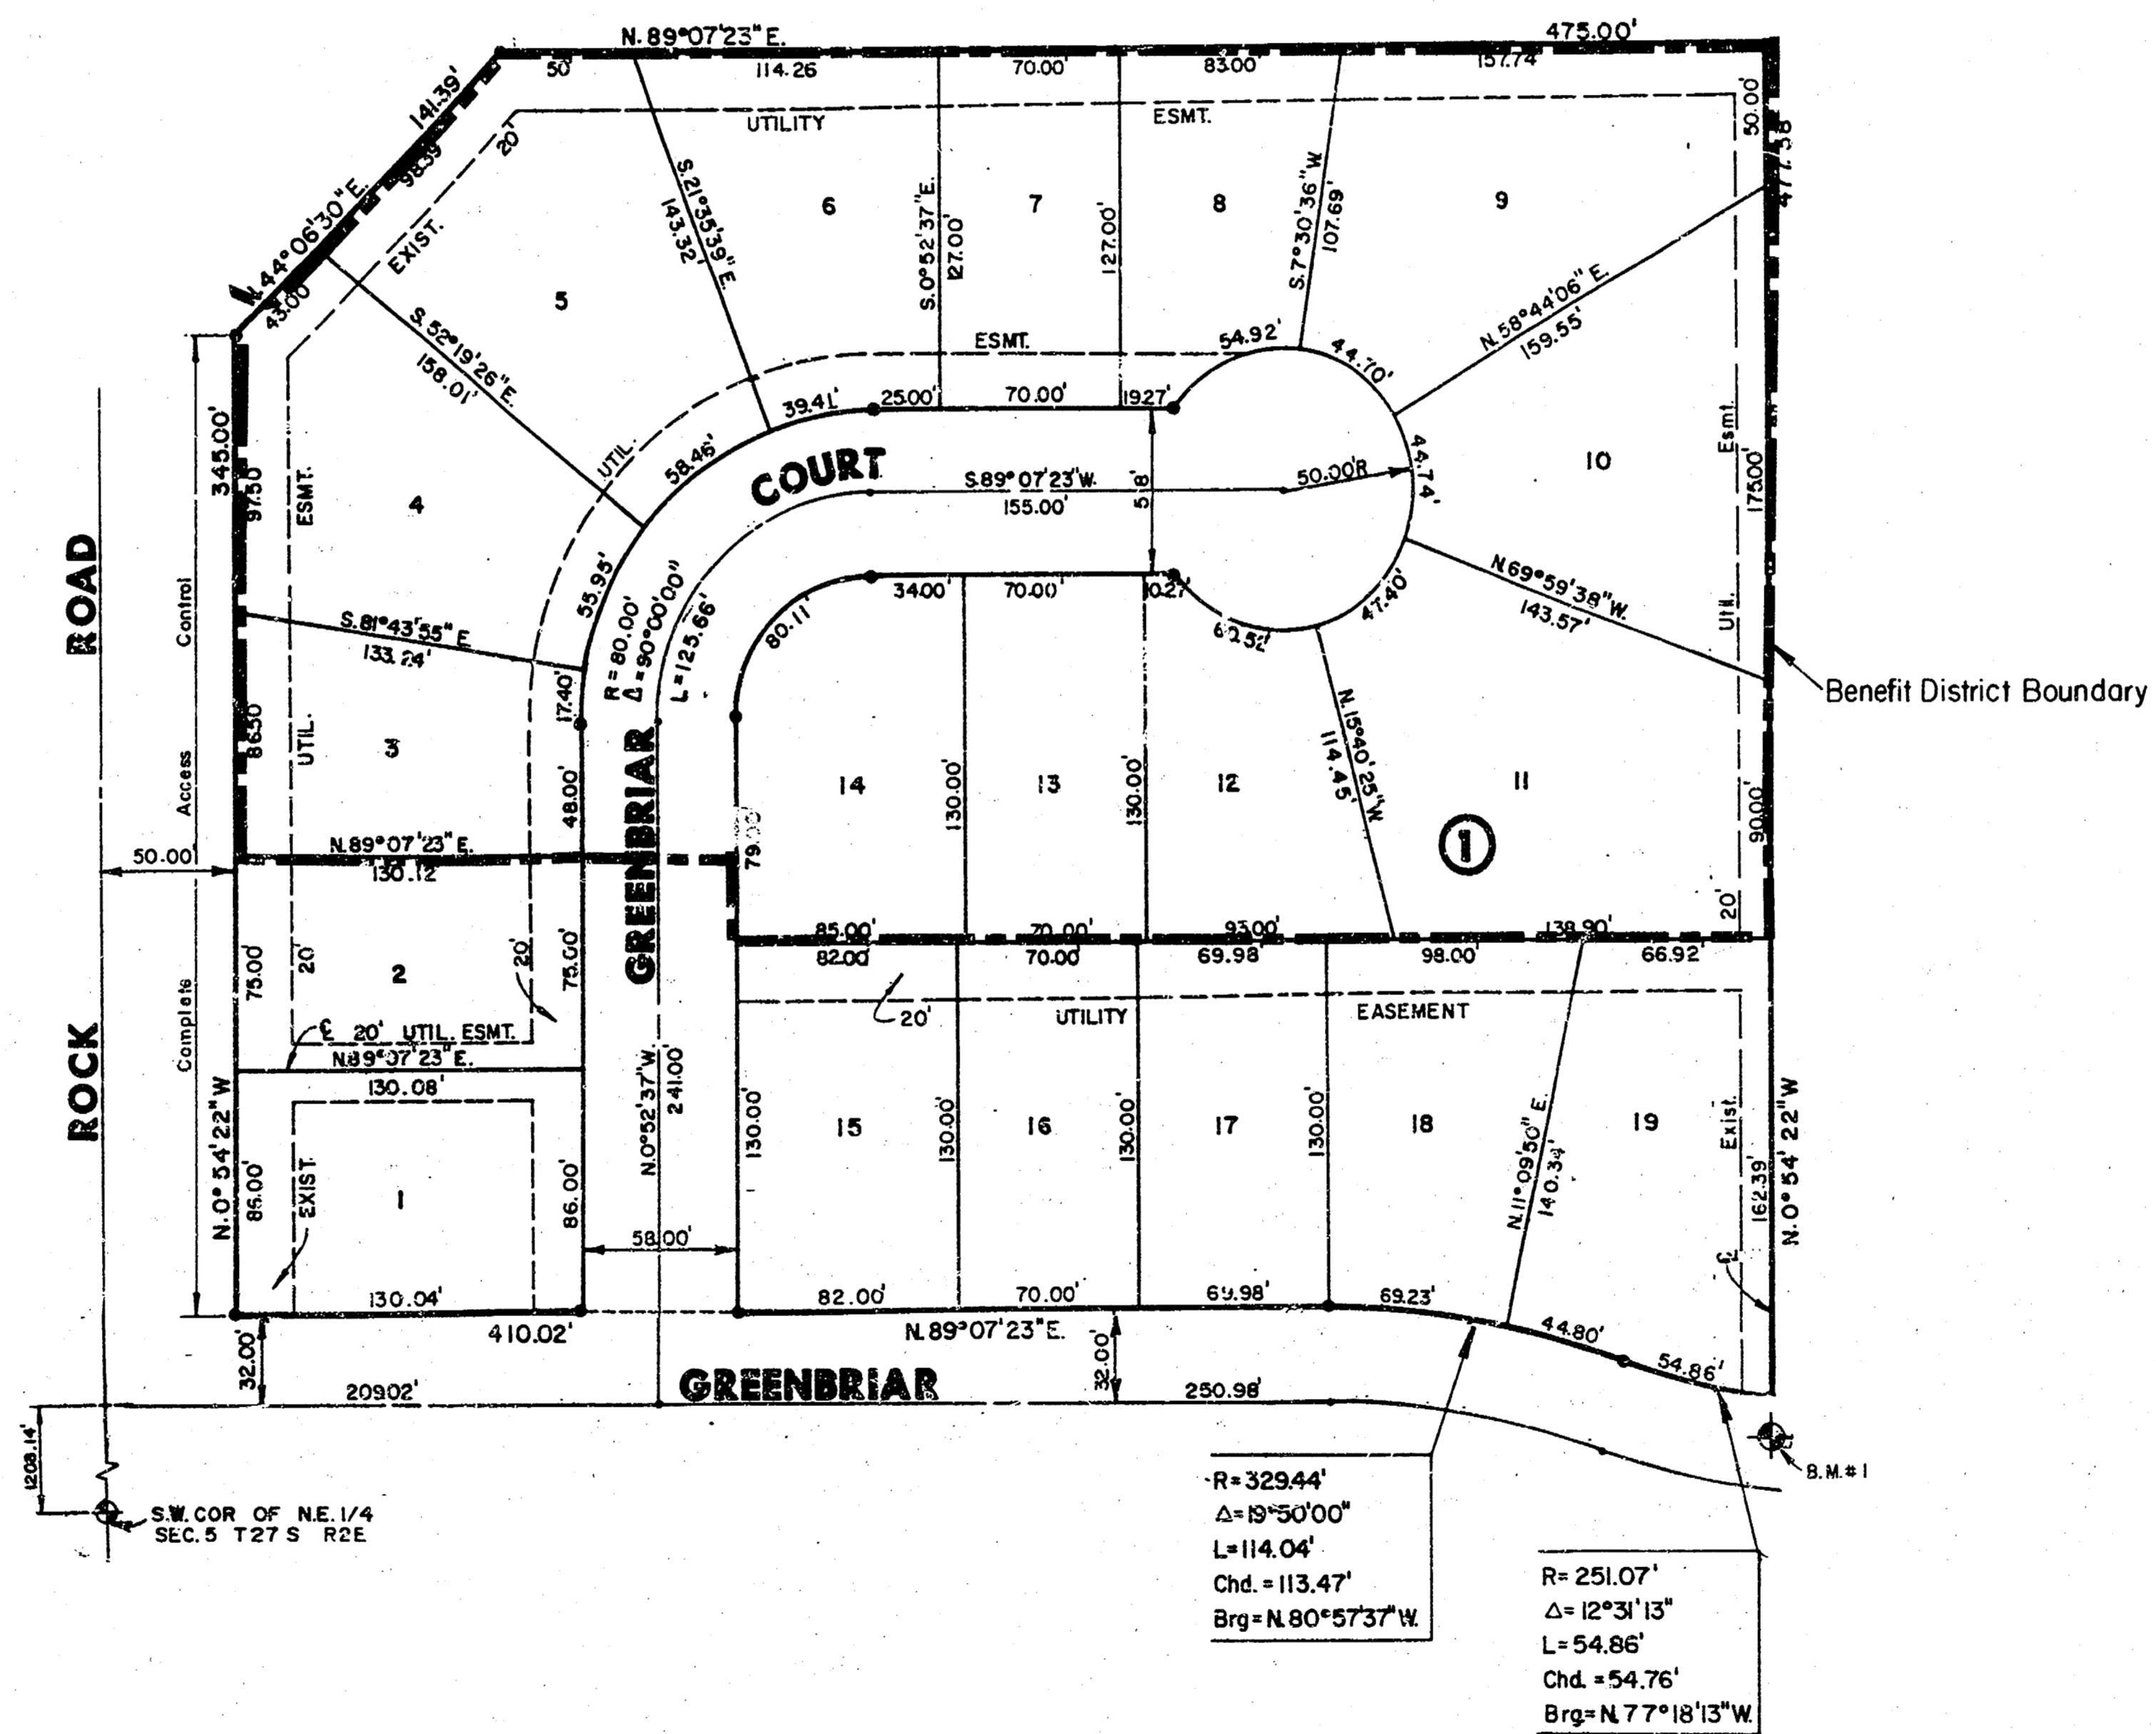 N.89°07'23"E.
475.00'
50'
114.26
70.00'
83.00'
157.74'
141.39'
98.39
N.44°06'30"E.
43.00
20'
UTILITY
ESMT.
50.00'
477.58
EXIST.
S.21°35'39"E.
143.32'
6
S.0°52'37"E.
127.00'
7
127.00'
8
S.7°30'36"W.
107.69'
9
5
S.52°19'26"E.
158.01'
ESMT.
54.92'
44.70'
N.58°44'06"E.
159.55'
345.00'
97.50
ESMT.
4
UTIL.
58.46'
39.41'
25.00'
70.00'
19.27'
COURT
S.89°07'23"W.
155.00'
58'
50.00'R
44.74'
10
Esmt.
175.00'
ROAD
Control
S.81°43'55"E.
133.24'
55.95'
R=80.00'
Δ=90°00'00"
L=125.66'
80.11'
34.00'
70.00'
10.27'
60.52'
47.40'
N.69°59'38"W.
143.57'
Util.
Benefit District Boundary
86.50
UTIL.
3
17.40'
48.00'
GREENBRIAR
79.00'
14
130.00'
13
130.00'
12
N.15°40'25"W.
114.45'
11
1
90.00'
Access
50.00'
N.89°07'23"E.
130.12
20'
85.00'
70.00'
93.00'
138.90'
82.00'
70.00'
69.98'
98.00'
66.92'
Complete
75.00'
20'
2
20'
75.00'
20'
UTILITY
EASEMENT
℄ 20' UTIL. ESMT.
N.89°07'23"E.
130.08'
ROCK
N.0°54'22"W
86.00'
EXIST.
1
86.00'
N.0°52'37"W.
241.00'
58.00'
130.00'
15
130.00'
16
130.00'
17
130.00'
18
N.11°09'50"E.
140.34'
19
Exist.
162.39'
N.0°54'22"W
℄
130.04'
410.02'
82.00'
70.00'
69.98'
69.23'
N.89°07'23"E.
44.80'
54.86'
32.00'
209.02'
GREENBRIAR
32.00'
250.98'
1208.14'
B.M.#1
S.W. COR OF N.E. 1/4
SEC. 5 T27S R2E
R=329.44'
Δ=19°50'00"
L=114.04'
Chd.=113.47'
Brg=N.80°57'37"W.
R=251.07'
Δ=12°31'13"
L=54.86'
Chd.=54.76'
Brg=N.77°18'13"W.